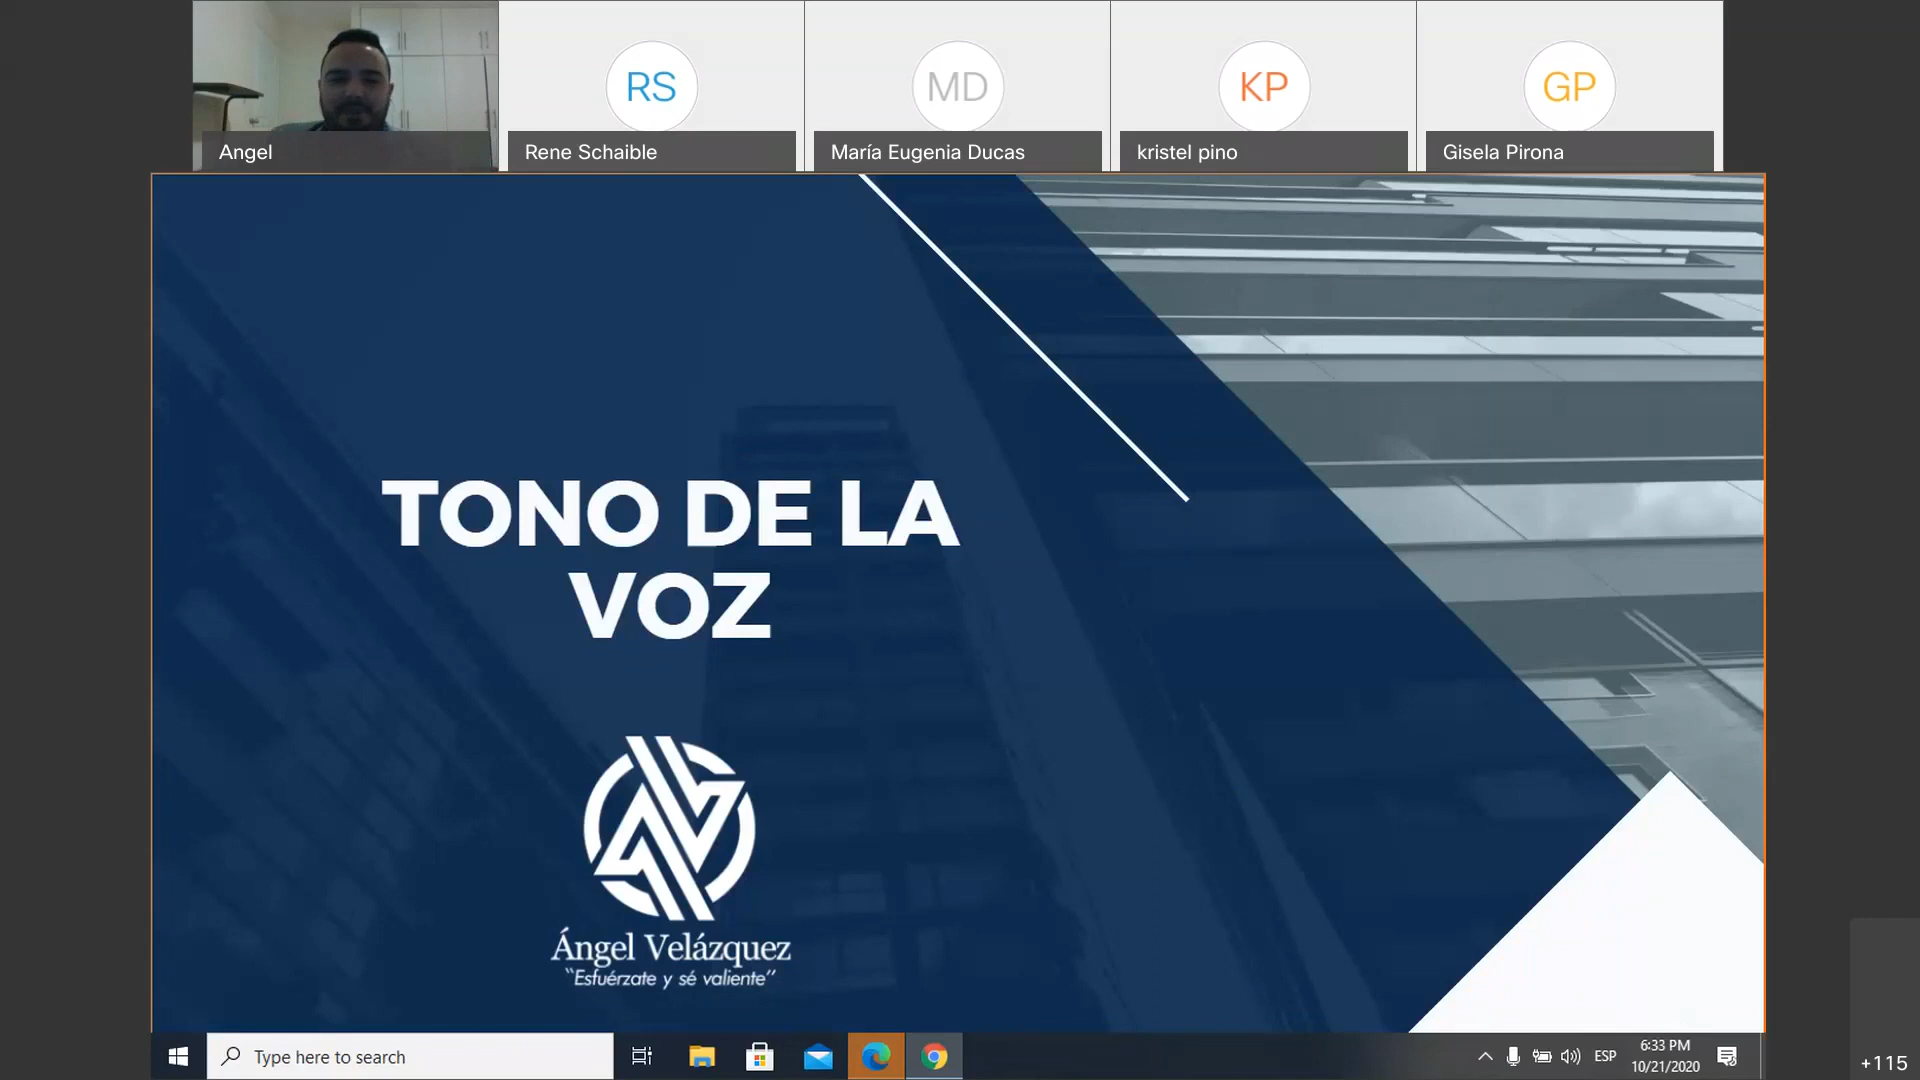 RS
MD
KP
GP
Angel
Rene Schaible
María Eugenia Ducas
kristel pino
Gisela Pirona
TONO DE LA
VOZ
Ángel Velázquez
"Esfuérzate y sé valiente"
Type here to search
ESP
6:33 PM
10/21/2020
+115